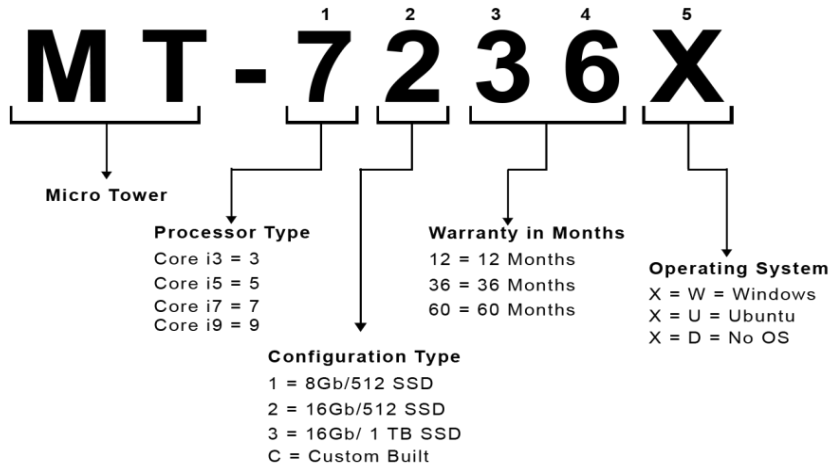 1 2 3 4 5
MT-7236X
Micro Tower
Processor Type
Core i3 = 3
Core i5 = 5
Core i7 = 7
Core i9 = 9
Configuration Type
1 = 8Gb/512 SSD
2 = 16Gb/512 SSD
3 = 16Gb/ 1 TB SSD
C = Custom Built
Warranty in Months
12 = 12 Months
36 = 36 Months
60 = 60 Months
Operating System
X = W = Windows
X = U = Ubuntu
X = D = No OS